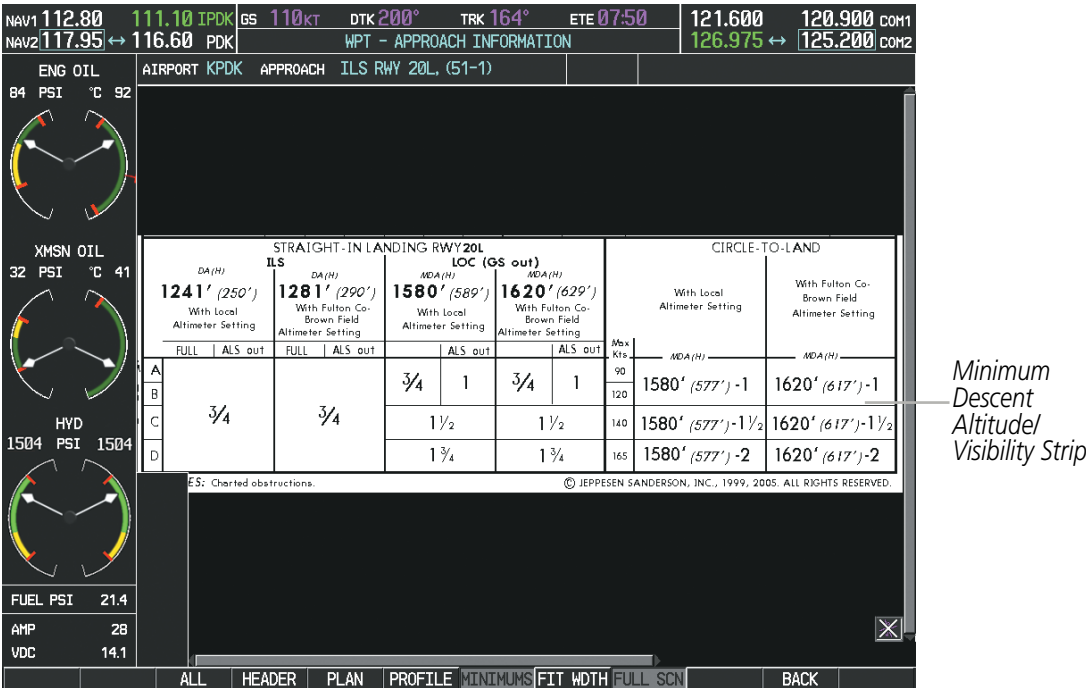 NAV1 112.80 111.10 IPDK GS 110KT DTK 200° TRK 164° ETE 07:50 121.600 120.900 COM1
NAV2 117.95 ↔ 116.60 PDK WPT - APPROACH INFORMATION 126.975 ↔ 125.200 COM2
AIRPORT KPDK APPROACH ILS RWY 20L, (51-1)
ENG OIL
84 PSI °C 92
XMSN OIL
32 PSI °C 41
HYD
1504 PSI 1504
FUEL PSI 21.4
AMP 28
VDC 14.1
STRAIGHT-IN LANDING RWY 20L
ILS
LOC (GS out)
DA(H)
1241' (250')
With Local
Altimeter Setting
DA(H)
1281' (290')
With Fulton Co-
Brown Field
Altimeter Setting
MDA(H)
1580' (589')
With Local
Altimeter Setting
MDA(H)
1620' (629')
With Fulton Co-
Brown Field
Altimeter Setting
FULL ALS out FULL ALS out ALS out ALS out
A
B
C
D
3/4 3/4
3/4 1 3/4 1
1 1/2 1 1/2
1 3/4 1 3/4
CIRCLE-TO-LAND
With Local
Altimeter Setting
With Fulton Co-
Brown Field
Altimeter Setting
Max
Kts. MDA(H) MDA(H)
90
120
1580' (577') -1 1620' (617') -1
140 1580' (577') -1 1/2 1620' (617') -1 1/2
165 1580' (577') -2 1620' (617') -2
ES: Charted obstructions. © JEPPESEN SANDERSON, INC., 1999, 2005. ALL RIGHTS RESERVED.
Minimum
Descent
Altitude/
Visibility Strip
ALL HEADER PLAN PROFILE MINIMUMS FIT WDTH FULL SCN BACK